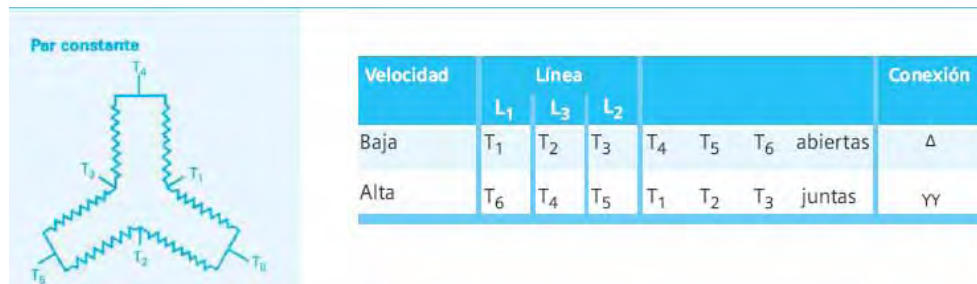 Par constante
T₄
T₃
T₁
T₂
T₅
T₆
Velocidad Línea Conexión
L₁ L₃ L₂
Baja T₁ T₂ T₃ T₄ T₅ T₆ abiertas Δ
Alta T₆ T₄ T₅ T₁ T₂ T₃ juntas YY